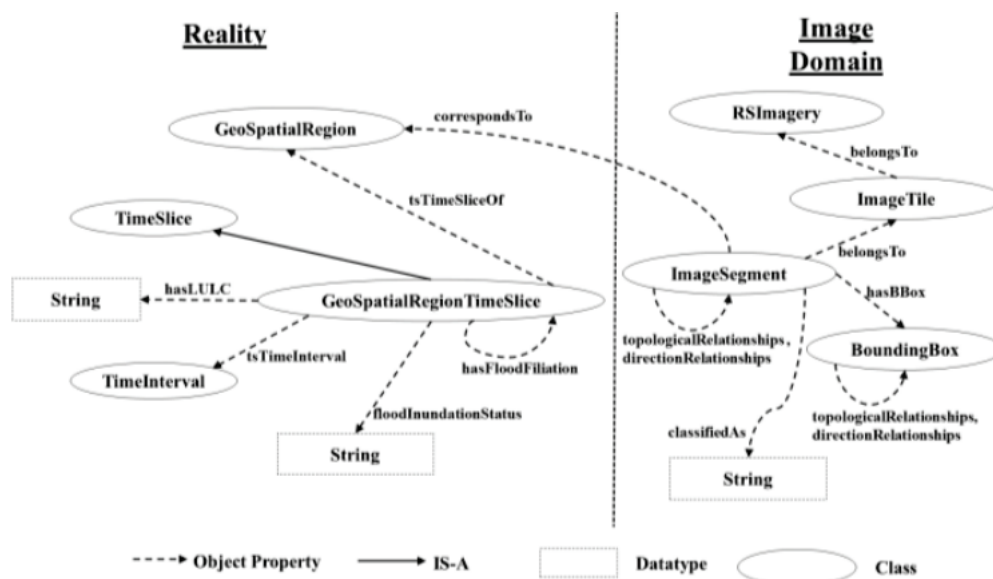 Reality
Image
Domain
GeoSpatialRegion
correspondsTo
RSImagery
belongsTo
tsTimeSliceOf
ImageTile
TimeSlice
belongsTo
ImageSegment
hasLULC
String
GeoSpatialRegionTimeSlice
hasBBox
topologicalRelationships,
directionRelationships
BoundingBox
tsTimeInterval
hasFloodFiliation
TimeInterval
floodInundationStatus
topologicalRelationships,
directionRelationships
classifiedAs
String
String
Object Property
IS-A
Datatype
Class